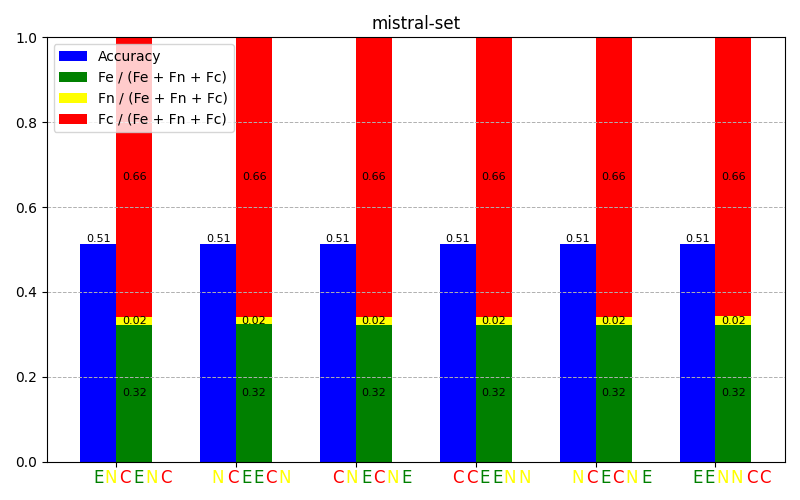 mistral-set
1.0
0.8
0.6
0.4
0.2
0.0
Accuracy
Fe / (Fe + Fn + Fc)
Fn / (Fe + Fn + Fc)
Fc / (Fe + Fn + Fc)
0.66 0.66 0.66 0.66 0.66 0.66
0.51 0.51 0.51 0.51 0.51 0.51
0.02 0.02 0.02 0.02 0.02 0.02
0.32 0.32 0.32 0.32 0.32 0.32
ENCENC NCEECN CNECNE CCEENN NCECNE EENNCC